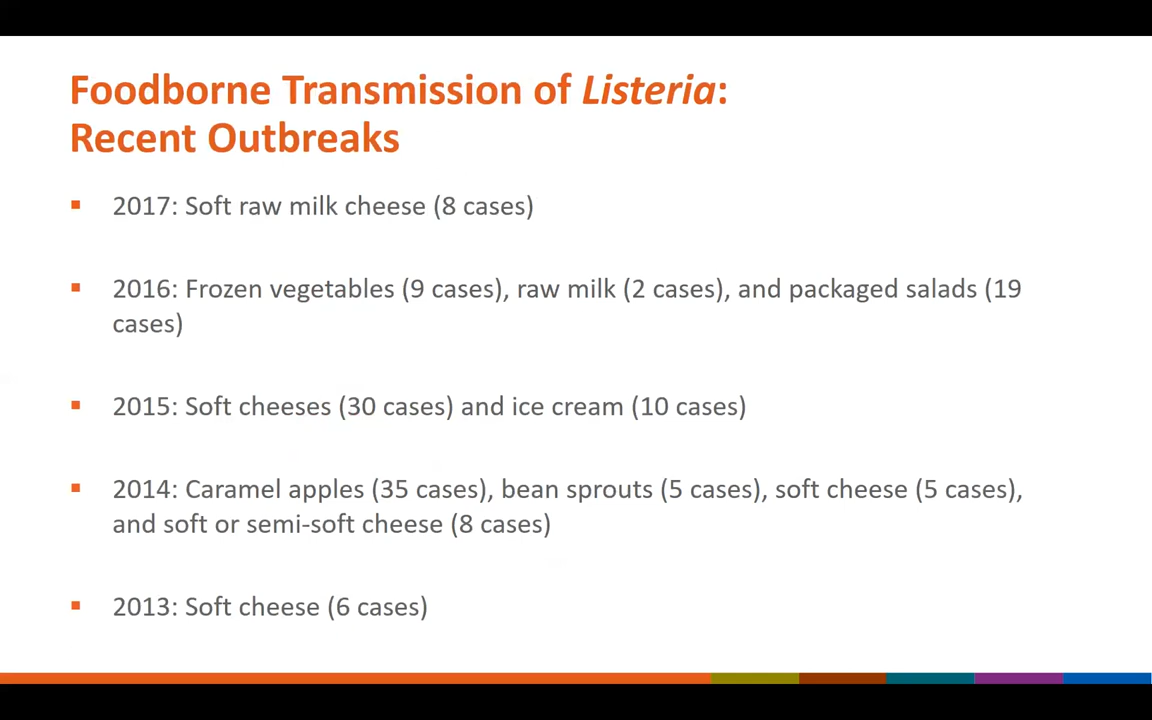 Foodborne Transmission of Listeria:
Recent Outbreaks
▪ 2017: Soft raw milk cheese (8 cases)
▪ 2016: Frozen vegetables (9 cases), raw milk (2 cases), and packaged salads (19
cases)
▪ 2015: Soft cheeses (30 cases) and ice cream (10 cases)
▪ 2014: Caramel apples (35 cases), bean sprouts (5 cases), soft cheese (5 cases),
and soft or semi-soft cheese (8 cases)
▪ 2013: Soft cheese (6 cases)